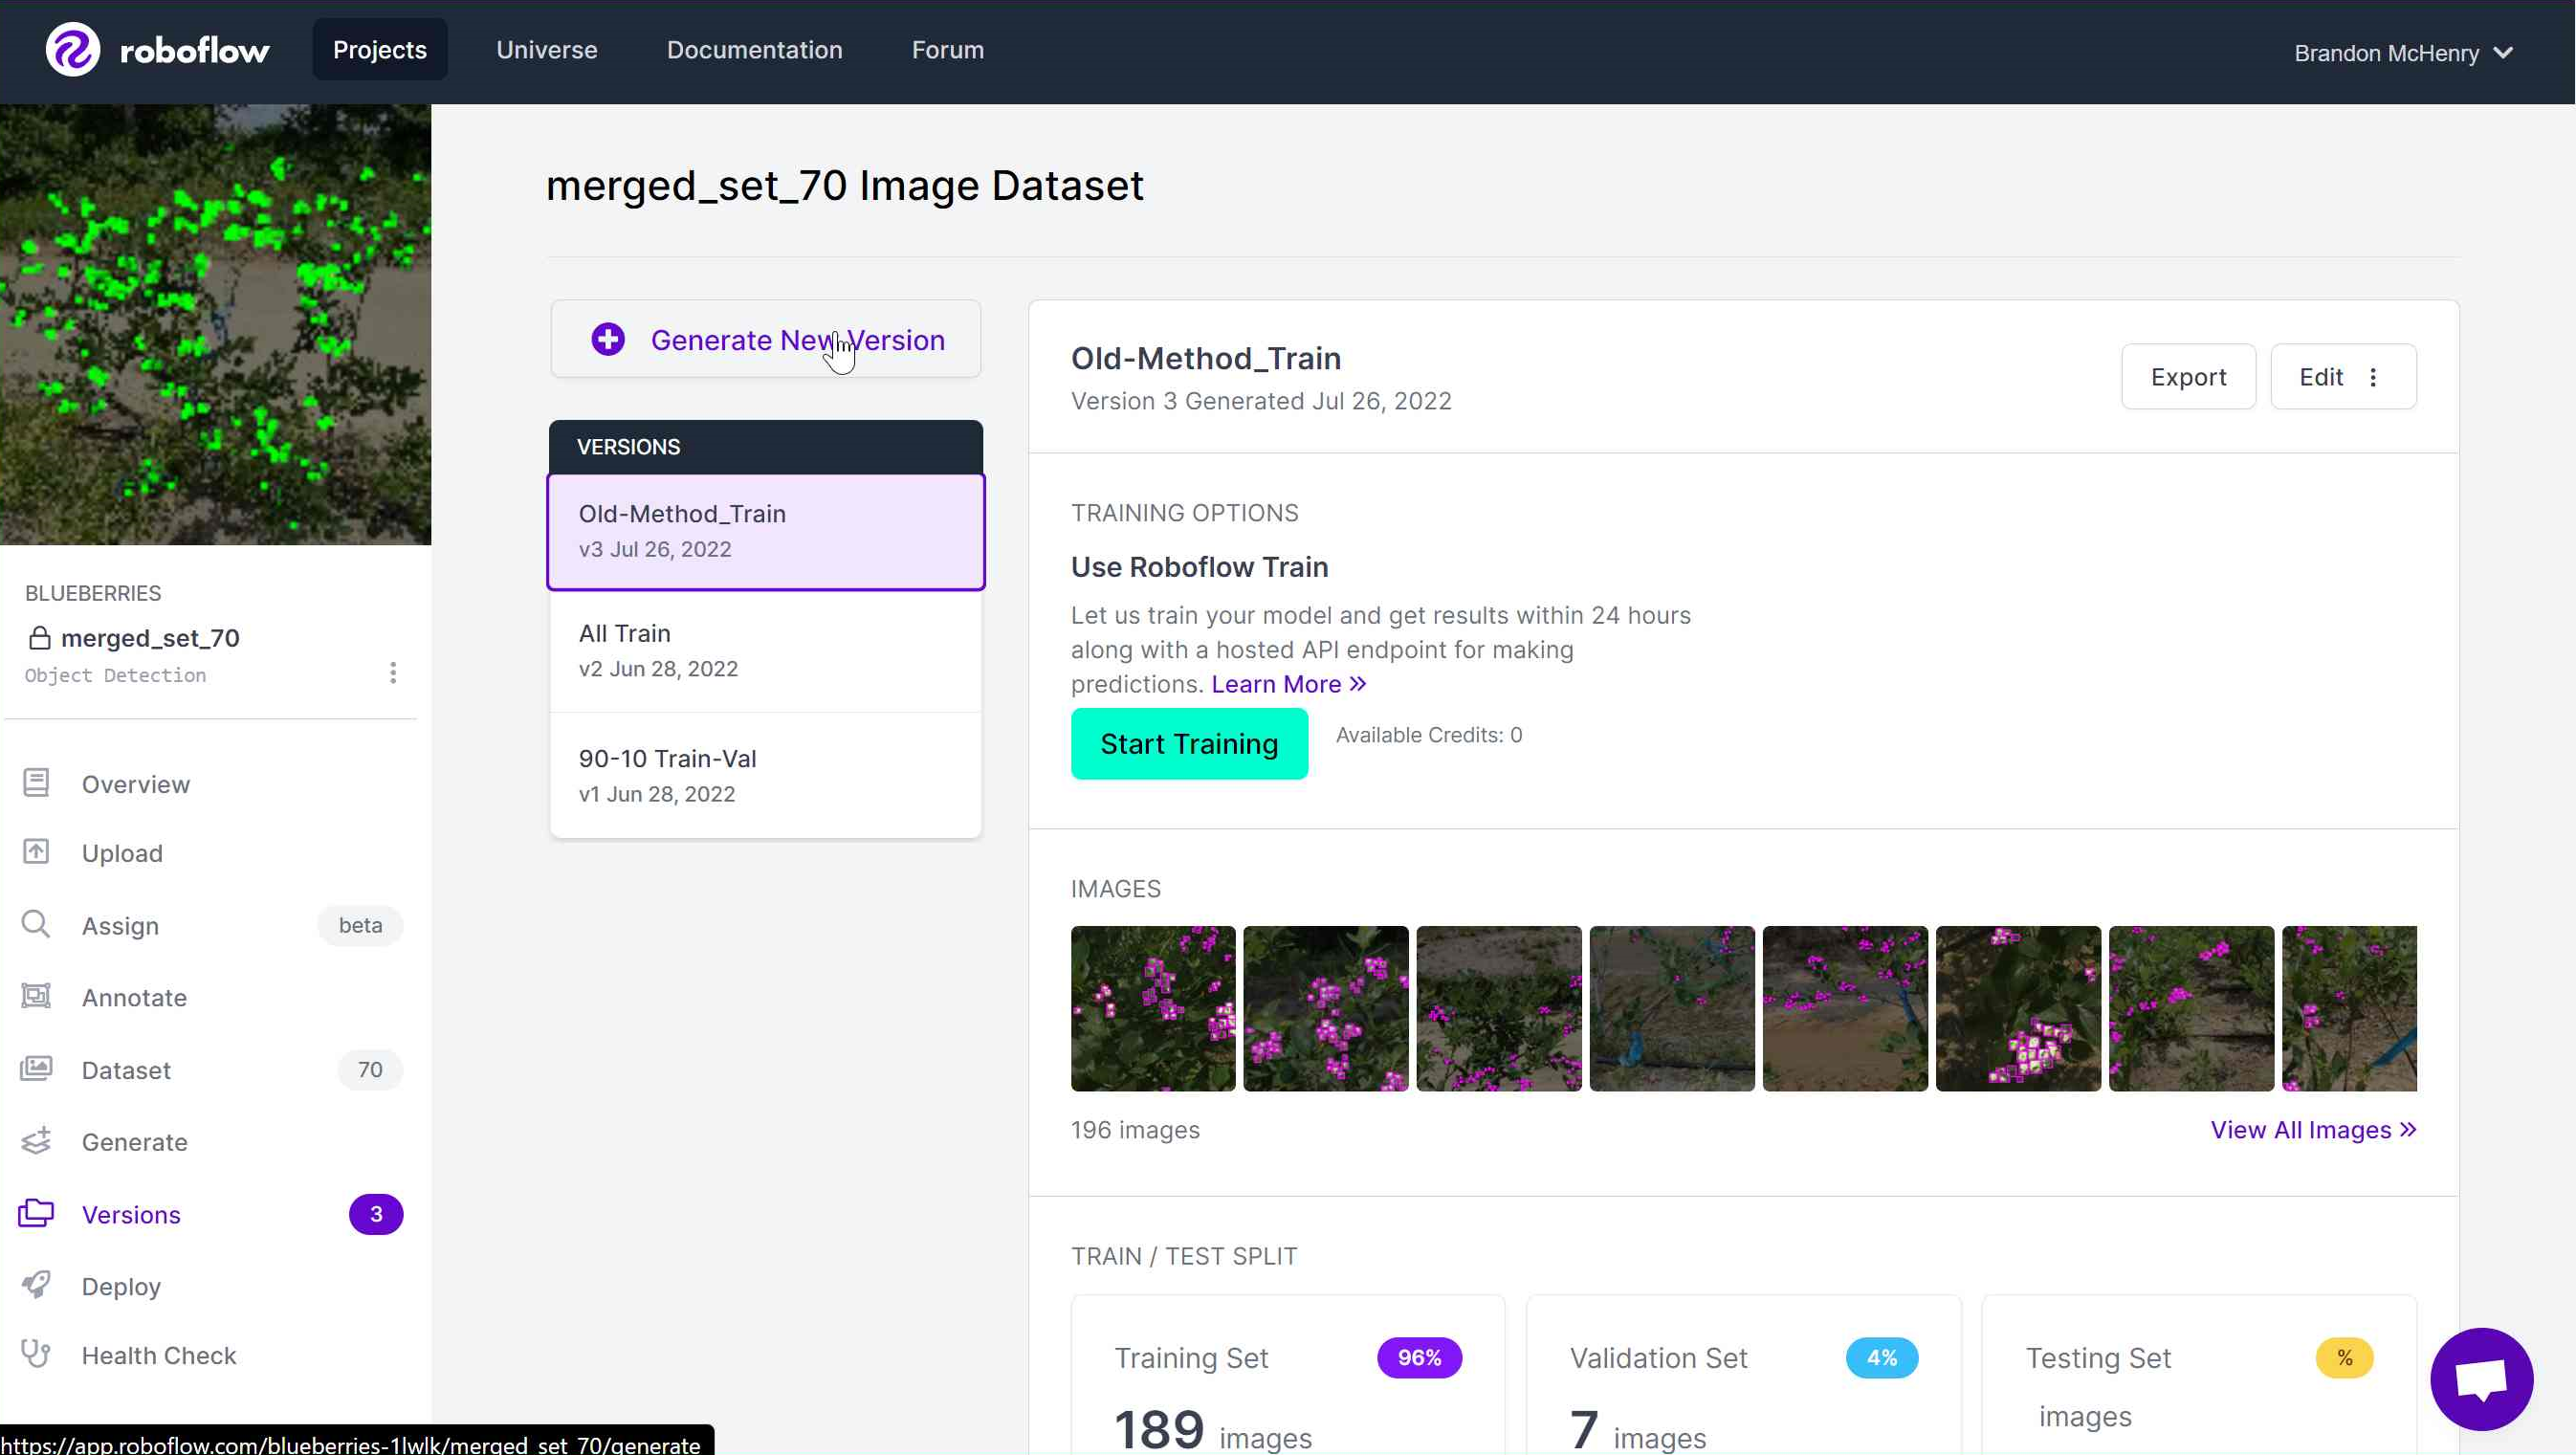 roboflow
Projects
Universe
Documentation
Forum
Brandon McHenry
merged_set_70 Image Dataset
Generate New Version
VERSIONS
Old-Method_Train
v3 Jul 26, 2022
All Train
v2 Jun 28, 2022
90-10 Train-Val
v1 Jun 28, 2022
Old-Method_Train
Version 3 Generated Jul 26, 2022
Export
Edit
TRAINING OPTIONS
Use Roboflow Train
Let us train your model and get results within 24 hours
along with a hosted API endpoint for making
predictions. Learn More
Start Training
Available Credits: 0
IMAGES
196 images
View All Images
TRAIN / TEST SPLIT
Training Set
96%
189 images
Validation Set
4%
7 images
Testing Set
%
images
BLUEBERRIES
merged_set_70
Object Detection
Overview
Upload
Assign
beta
Annotate
Dataset
70
Generate
Versions
3
Deploy
Health Check
https://app.roboflow.com/blueberries-1lwlk/merged_set_70/generate